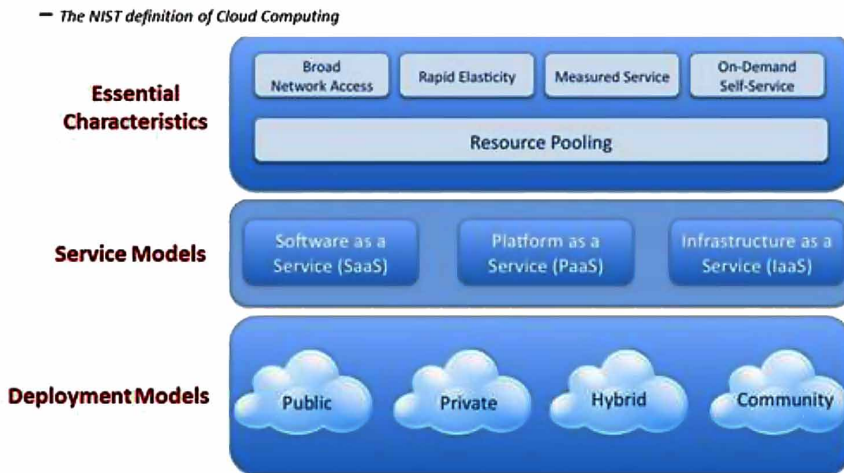 – The NIST definition of Cloud Computing
Essential
Characteristics
Broad
Network Access
Rapid Elasticity
Measured Service
On-Demand
Self-Service
Resource Pooling
Service Models
Software as a
Service (SaaS)
Platform as a
Service (PaaS)
Infrastructure as a
Service (IaaS)
Deployment Models
Public
Private
Hybrid
Community